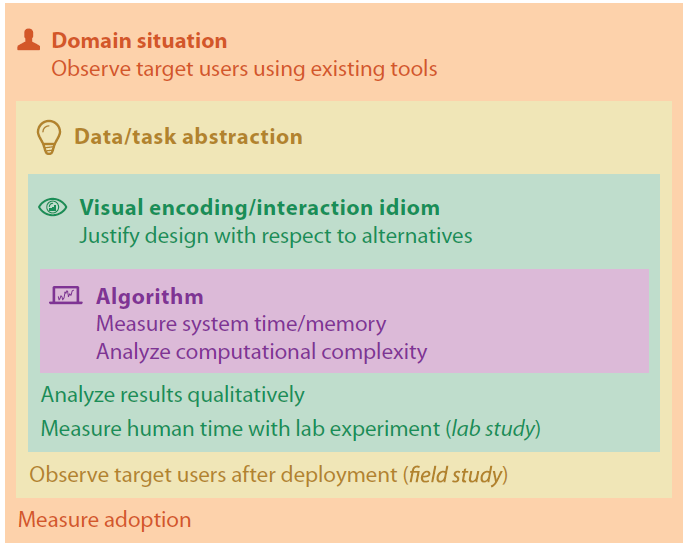 Domain situation
Observe target users using existing tools
Data/task abstraction
Visual encoding/interaction idiom
Justify design with respect to alternatives
Algorithm
Measure system time/memory
Analyze computational complexity
Analyze results qualitatively
Measure human time with lab experiment (lab study)
Observe target users after deployment (field study)
Measure adoption